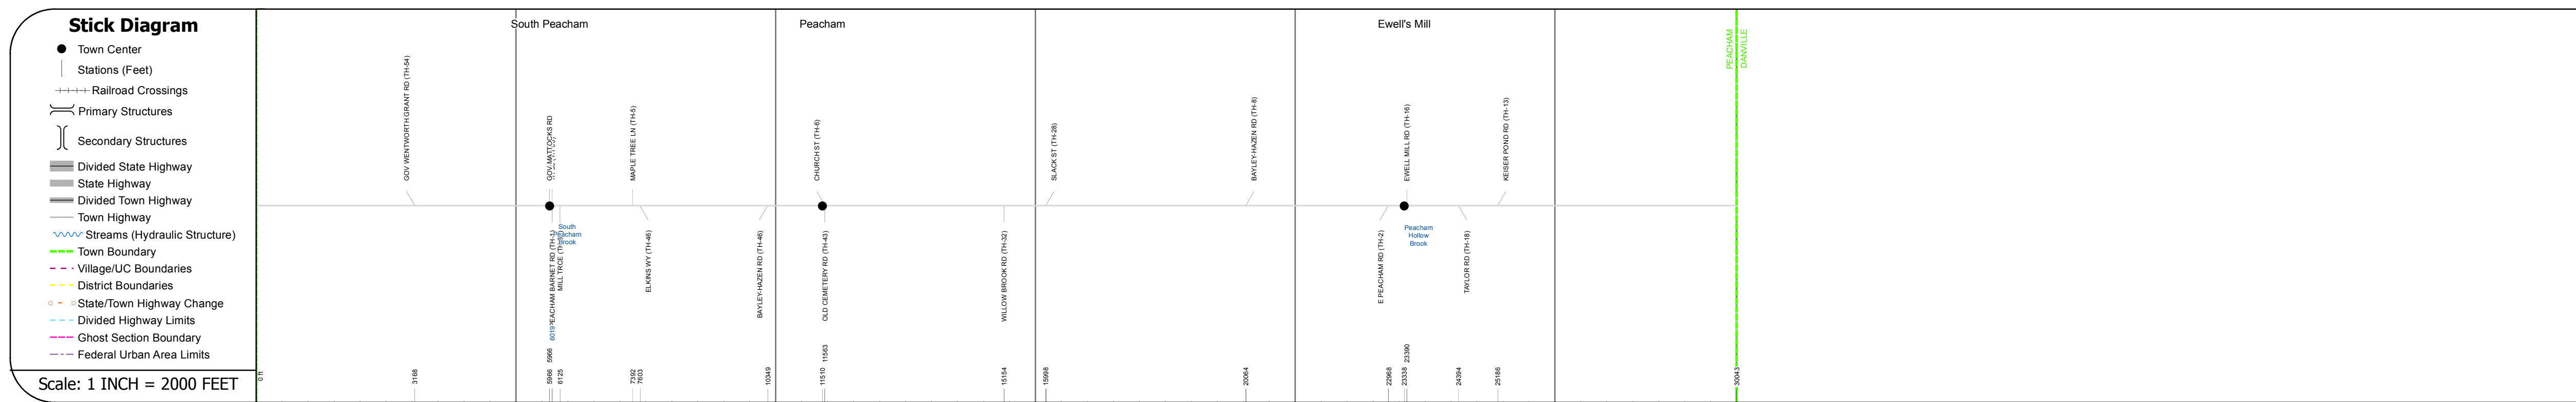 Stick Diagram
Town Center
Stations (Feet)
Railroad Crossings
Primary Structures
Secondary Structures
Divided State Highway
State Highway
Divided Town Highway
Town Highway
Streams (Hydraulic Structure)
Town Boundary
Village/UC Boundaries
District Boundaries
State/Town Highway Change
Divided Highway Limits
Ghost Section Boundary
Federal Urban Area Limits
Scale: 1 INCH = 2000 FEET
South Peacham
Peacham
Ewell's Mill
PEACHAM
DANVILLE
GOV WENTWORTH GRANT RD (TH-54)
GOV MATTOCKS RD
MAPLE TREE LN (TH-5)
CHURCH ST (TH-6)
SLACK ST (TH-28)
BAYLEY-HAZEN RD (TH-8)
EWELL MILL RD (TH-16)
KEISER POND RD (TH-13)
South
Peacham
Brook
PEACHAM BARNET RD (TH-1)
MILL TRCE
ELKINS WY (TH-46)
BAYLEY-HAZEN RD (TH-46)
OLD CEMETERY RD (TH-43)
WILLOW BROOK RD (TH-32)
E PEACHAM RD (TH-2)
Peacham
Hollow
Brook
TAYLOR RD (TH-18)
6019
5966
11563
23390
0 ft
3168
5966
6125
7392
7603
10349
11510
15154
15998
20064
22968
23338
24394
25186
30043